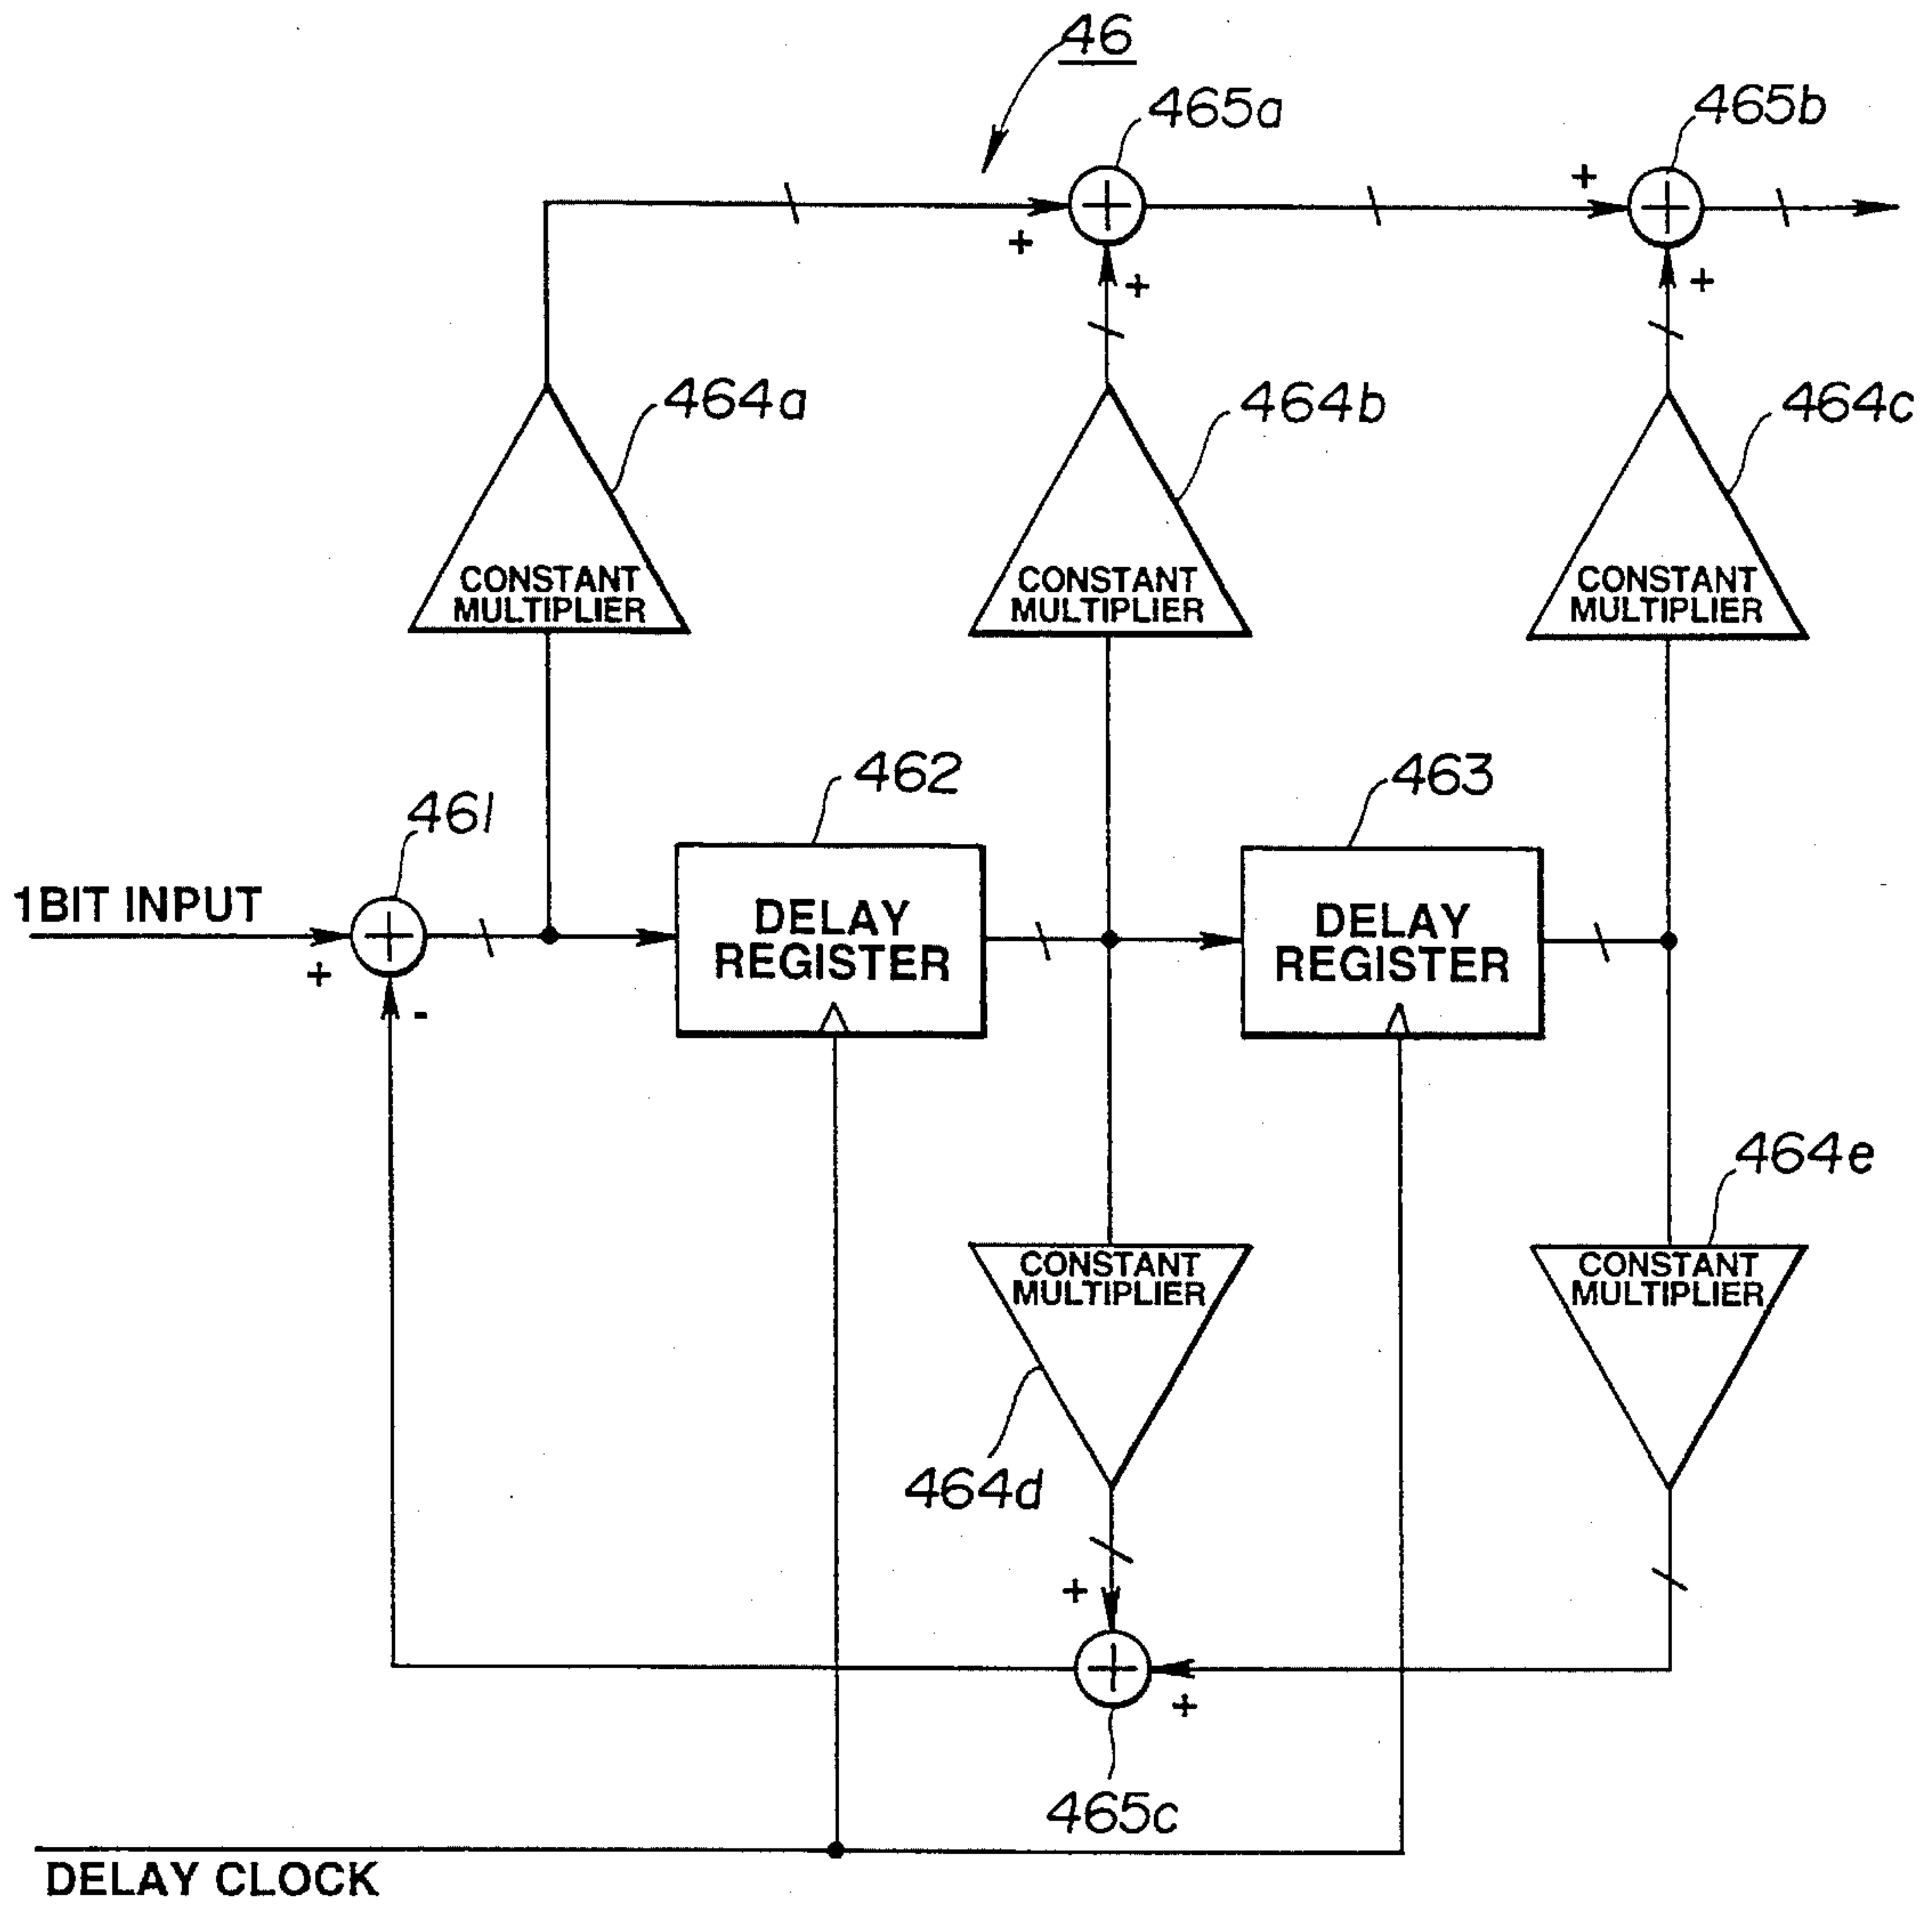 46
465a
465b
+
+
+
+
464a
464b
464c
CONSTANT
MULTIPLIER
CONSTANT
MULTIPLIER
CONSTANT
MULTIPLIER
461
462
463
1BIT INPUT
+
-
DELAY
REGISTER
DELAY
REGISTER
464e
CONSTANT
MULTIPLIER
CONSTANT
MULTIPLIER
464d
+
+
465c
DELAY CLOCK